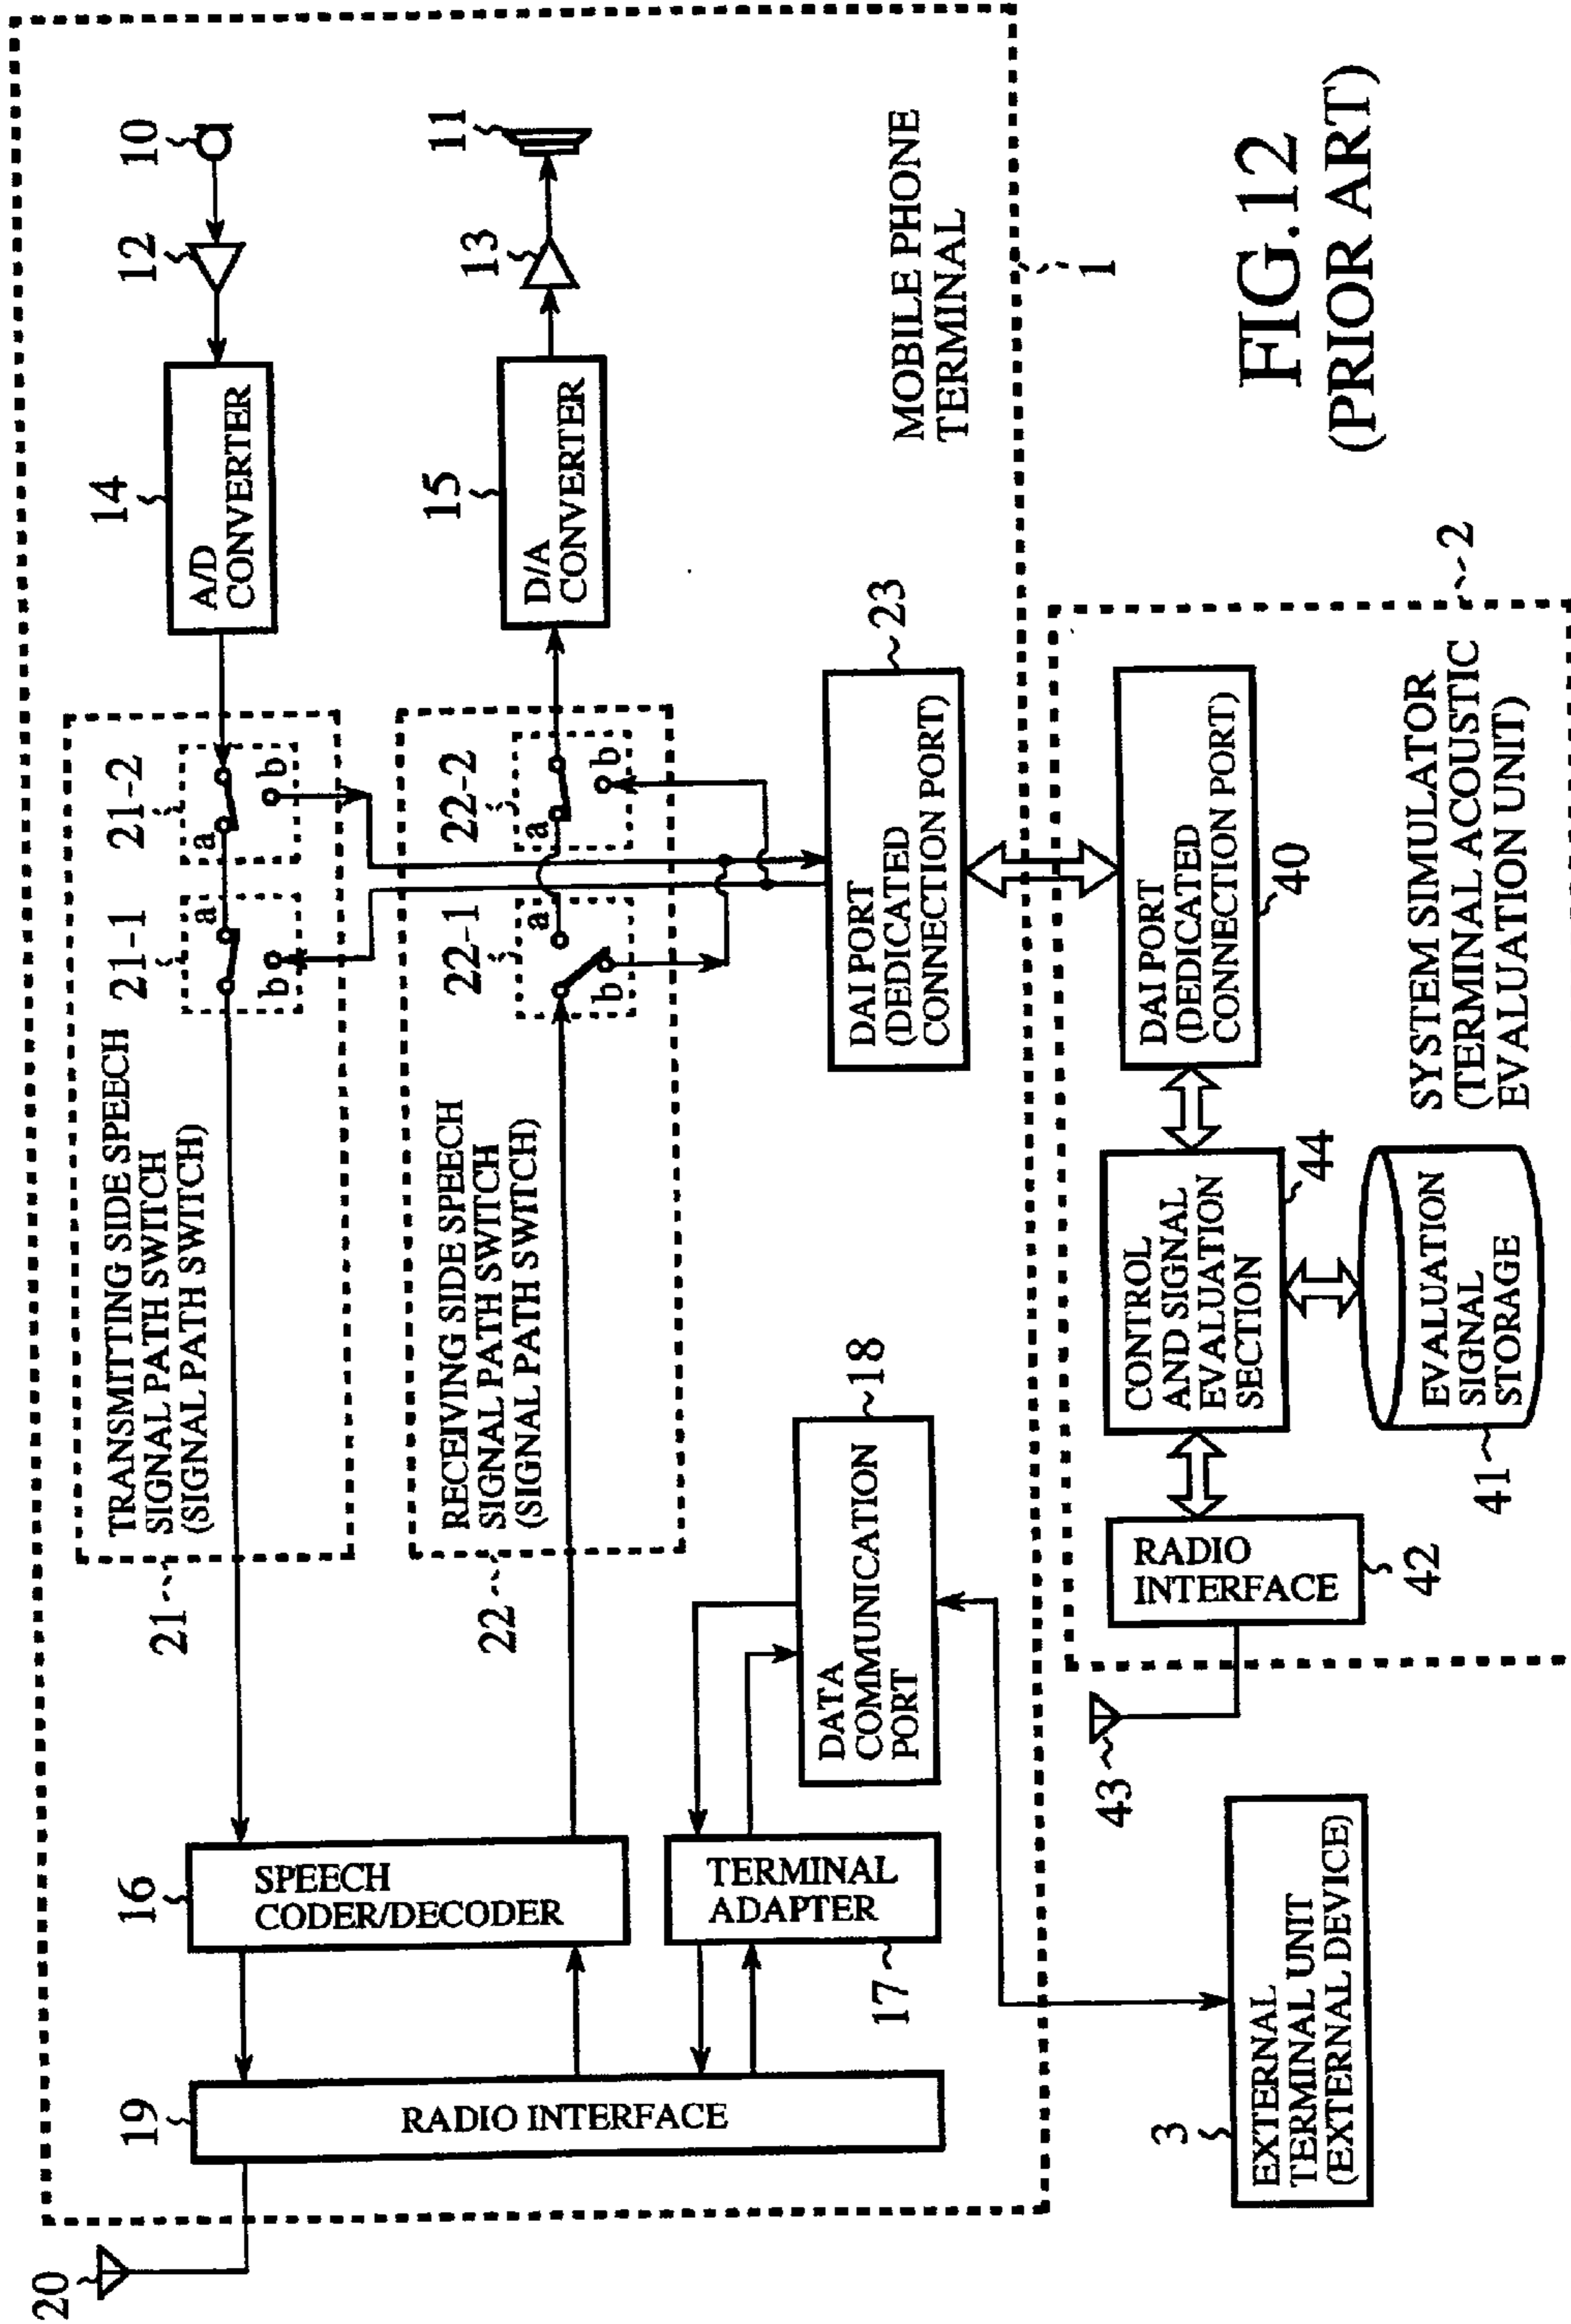 20
19
RADIO INTERFACE
16
SPEECH
CODER/DECODER
TERMINAL
ADAPTER
17
DATA
COMMUNICATION
PORT
18
21
TRANSMITTING SIDE SPEECH
SIGNAL PATH SWITCH
(SIGNAL PATH SWITCH)
21-1
a
b
21-2
a
b
22
RECEIVING SIDE SPEECH
SIGNAL PATH SWITCH
(SIGNAL PATH SWITCH)
22-1
a
b
22-2
a
b
14
A/D
CONVERTER
12
10
15
D/A
CONVERTER
13
11
DAI PORT
(DEDICATED
CONNECTION PORT)
23
MOBILE PHONE
TERMINAL
1
3
EXTERNAL
TERMINAL UNIT
(EXTERNAL DEVICE)
43
RADIO
INTERFACE
42
CONTROL
AND SIGNAL
EVALUATION
SECTION
44
41
EVALUATION
SIGNAL
STORAGE
DAI PORT
(DEDICATED
CONNECTION PORT)
40
SYSTEM SIMULATOR
(TERMINAL ACOUSTIC
EVALUATION UNIT)
2
FIG.12
(PRIOR ART)